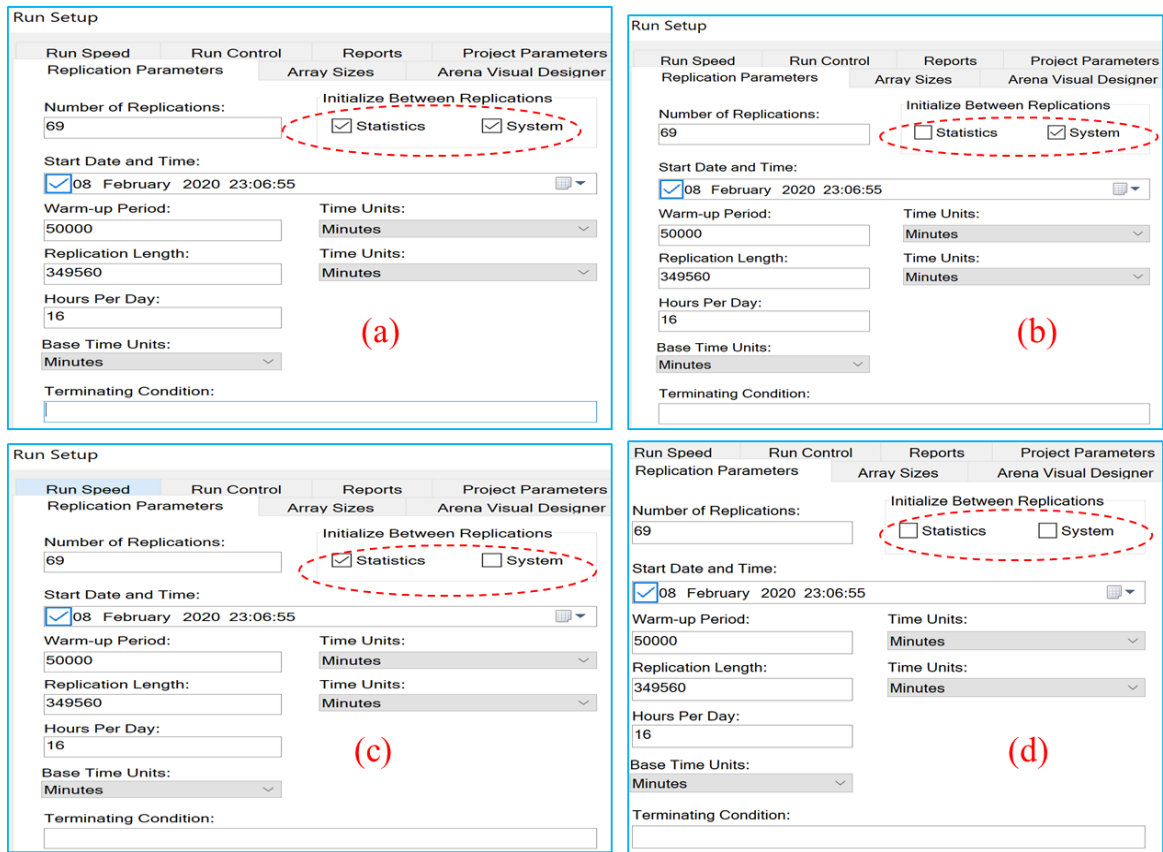 Run Setup
Run Speed Run Control Reports Project Parameters
Replication Parameters Array Sizes Arena Visual Designer
Number of Replications: Initialize Between Replications
69 Statistics System
Start Date and Time:
08 February 2020 23:06:55
Warm-up Period: Time Units:
50000 Minutes
Replication Length: Time Units:
349560 Minutes
Hours Per Day:
16
(a)
Base Time Units:
Minutes
Terminating Condition:
Run Setup
Run Speed Run Control Reports Project Parameters
Replication Parameters Array Sizes Arena Visual Designer
Number of Replications: Initialize Between Replications
69 Statistics System
Start Date and Time:
08 February 2020 23:06:55
Warm-up Period: Time Units:
50000 Minutes
Replication Length: Time Units:
349560 Minutes
Hours Per Day:
16
(b)
Base Time Units:
Minutes
Terminating Condition:
Run Setup
Run Speed Run Control Reports Project Parameters
Replication Parameters Array Sizes Arena Visual Designer
Number of Replications: Initialize Between Replications
69 Statistics System
Start Date and Time:
08 February 2020 23:06:55
Warm-up Period: Time Units:
50000 Minutes
Replication Length: Time Units:
349560 Minutes
Hours Per Day:
16
(c)
Base Time Units:
Minutes
Terminating Condition:
Run Speed Run Control Reports Project Parameters
Replication Parameters Array Sizes Arena Visual Designer
Number of Replications: Initialize Between Replications
69 Statistics System
Start Date and Time:
08 February 2020 23:06:55
Warm-up Period: Time Units:
50000 Minutes
Replication Length: Time Units:
349560 Minutes
Hours Per Day:
16
(d)
Base Time Units:
Minutes
Terminating Condition: